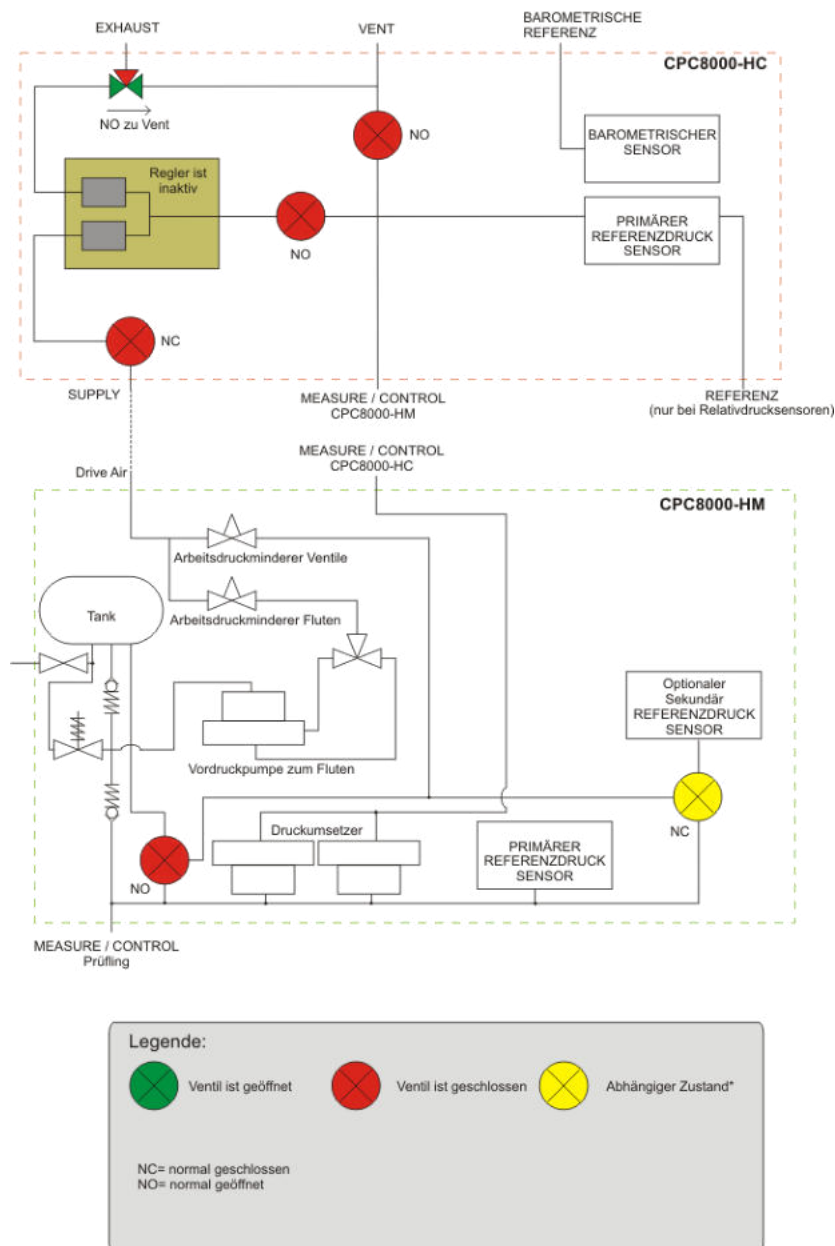 EXHAUST
VENT
BAROMETRISCHE
REFERENZ
CPC8000-HC
NO zu Vent
NO
BAROMETRISCHER
SENSOR
Regler ist
inaktiv
NO
PRIMÄRER
REFERENZDRUCK
SENSOR
NC
SUPPLY
MEASURE / CONTROL
CPC8000-HM
REFERENZ
(nur bei Relativdrucksensoren)
MEASURE / CONTROL
CPC8000-HC
Drive Air
CPC8000-HM
Arbeitsdruckminderer Ventile
Tank
Arbeitsdruckminderer Fluten
Optionaler
Sekundär
REFERENZDRUCK
SENSOR
Vordruckpumpe zum Fluten
Druckumsetzer
NC
PRIMÄRER
REFERENZDRUCK
SENSOR
NO
MEASURE / CONTROL
Prüfling
Legende:
Ventil ist geöffnet
Ventil ist geschlossen
Abhängiger Zustand*
NC= normal geschlossen
NO= normal geöffnet